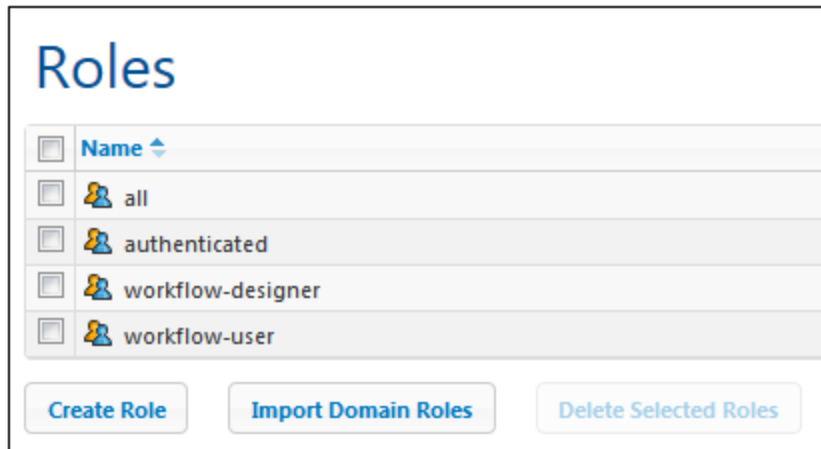 Roles
Name
all
authenticated
workflow-designer
workflow-user
Create Role Import Domain Roles Delete Selected Roles